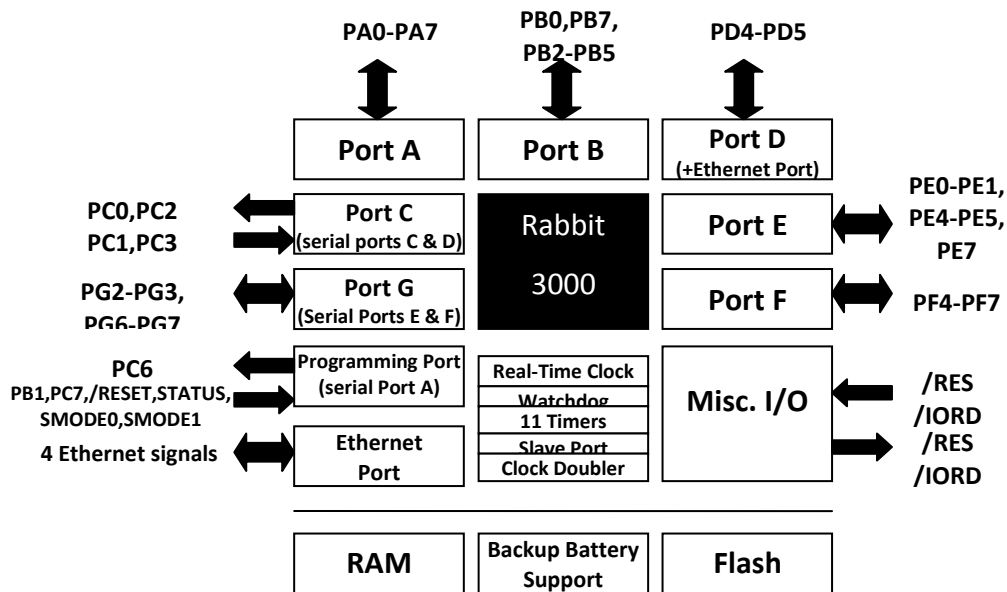 PA0-PA7
PB0,PB7,
PB2-PB5
PD4-PD5
Port A
Port B
Port D
(+Ethernet Port)
PC0,PC2
PC1,PC3
Port C
(serial ports C & D)
Rabbit
3000
Port E
PE0-PE1,
PE4-PE5,
PE7
PG2-PG3,
PG6-PG7
Port G
(Serial Ports E & F)
Port F
PF4-PF7
PC6
PB1,PC7,/RESET,STATUS,
SMODE0,SMODE1
Programming Port
(serial Port A)
Real-Time Clock
Watchdog
11 Timers
Slave Port
Clock Doubler
Misc. I/O
/RES
/IORD
/RES
/IORD
4 Ethernet signals
Ethernet
Port
RAM
Backup Battery
Support
Flash